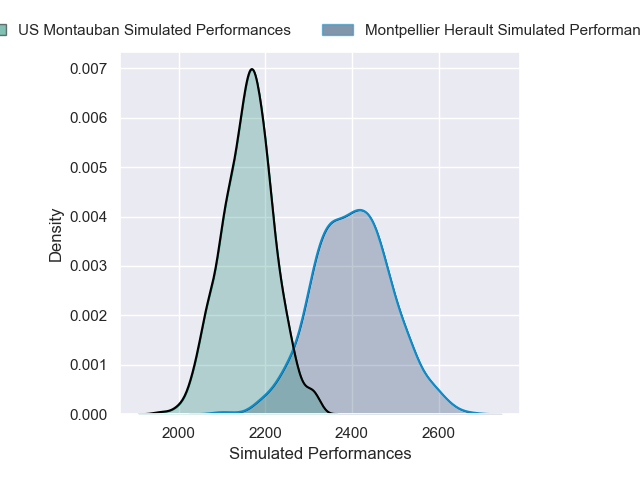 US Montauban Simulated Performances
Montpellier Herault Simulated Performan
0.007
0.006
0.005
0.004
0.003
0.002
0.001
0.000
Density
2000 2200 2400 2600
Simulated Performances